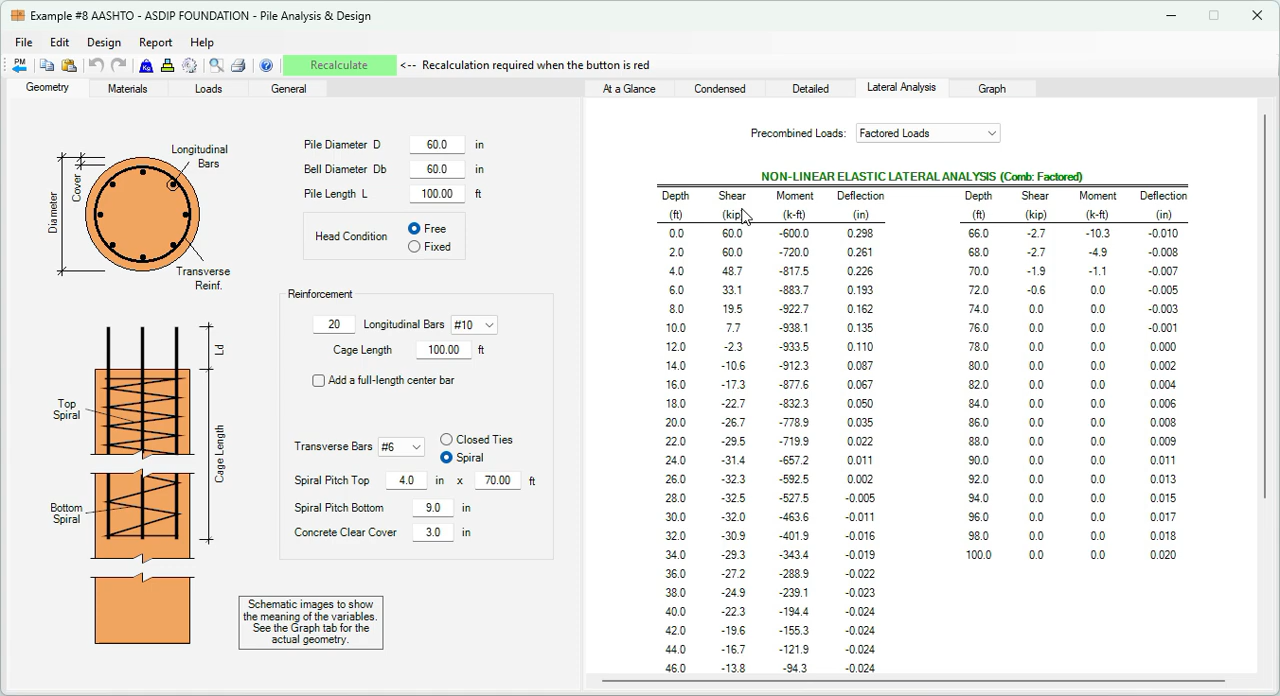 Example #8 AASHTO - ASDIP FOUNDATION - Pile Analysis & Design
File Edit Design Report Help
PM Kg Recalculate <-- Recalculation required when the button is red
Geometry Materials Loads General
At a Glance Condensed Detailed Lateral Analysis Graph
Longitudinal
Bars
Cover
Diameter
Transverse
Reinf.
Pile Diameter D 60.0 in
Bell Diameter Db 60.0 in
Pile Length L 100.00 ft
Head Condition
Free
Fixed
Reinforcement
20 Longitudinal Bars #10
Cage Length 100.00 ft
Add a full-length center bar
Transverse Bars #6
Closed Ties
Spiral
Spiral Pitch Top 4.0 in x 70.00 ft
Spiral Pitch Bottom 9.0 in
Concrete Clear Cover 3.0 in
Ld
Top
Spiral
Cage Length
Bottom
Spiral
Schematic images to show
the meaning of the variables.
See the Graph tab for the
actual geometry.
Precombined Loads: Factored Loads
NON-LINEAR ELASTIC LATERAL ANALYSIS (Comb: Factored)
Depth Shear Moment Deflection Depth Shear Moment Deflection
(ft) (kip) (k-ft) (in) (ft) (kip) (k-ft) (in)
0.0 60.0 -600.0 0.298 66.0 -2.7 -10.3 -0.010
2.0 60.0 -720.0 0.261 68.0 -2.7 -4.9 -0.008
4.0 48.7 -817.5 0.226 70.0 -1.9 -1.1 -0.007
6.0 33.1 -883.7 0.193 72.0 -0.6 0.0 -0.005
8.0 19.5 -922.7 0.162 74.0 0.0 0.0 -0.003
10.0 7.7 -938.1 0.135 76.0 0.0 0.0 -0.001
12.0 -2.3 -933.5 0.110 78.0 0.0 0.0 0.000
14.0 -10.6 -912.3 0.087 80.0 0.0 0.0 0.002
16.0 -17.3 -877.6 0.067 82.0 0.0 0.0 0.004
18.0 -22.7 -832.3 0.050 84.0 0.0 0.0 0.006
20.0 -26.7 -778.9 0.035 86.0 0.0 0.0 0.008
22.0 -29.5 -719.9 0.022 88.0 0.0 0.0 0.009
24.0 -31.4 -657.2 0.011 90.0 0.0 0.0 0.011
26.0 -32.3 -592.5 0.002 92.0 0.0 0.0 0.013
28.0 -32.5 -527.5 -0.005 94.0 0.0 0.0 0.015
30.0 -32.0 -463.6 -0.011 96.0 0.0 0.0 0.017
32.0 -30.9 -401.9 -0.016 98.0 0.0 0.0 0.018
34.0 -29.3 -343.4 -0.019 100.0 0.0 0.0 0.020
36.0 -27.2 -288.9 -0.022
38.0 -24.9 -239.1 -0.023
40.0 -22.3 -194.4 -0.024
42.0 -19.6 -155.3 -0.024
44.0 -16.7 -121.9 -0.024
46.0 -13.8 -94.3 -0.024